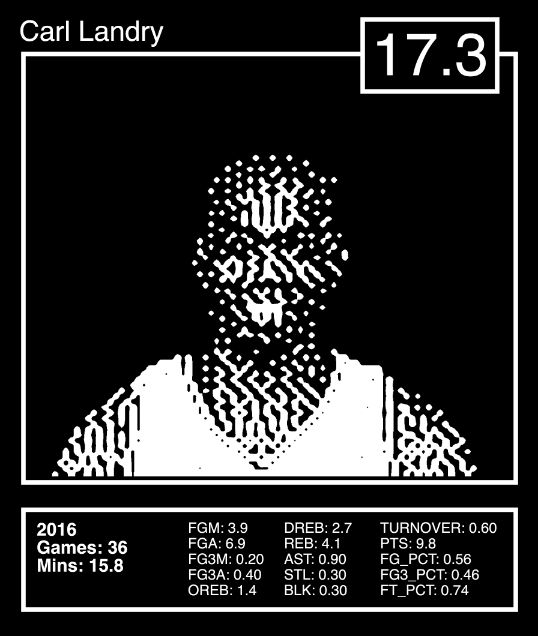 Carl Landry
17.3
2016
Games: 36
Mins: 15.8
FGM: 3.9
FGA: 6.9
FG3M: 0.20
FG3A: 0.40
OREB: 1.4
DREB: 2.7
REB: 4.1
AST: 0.90
STL: 0.30
BLK: 0.30
TURNOVER: 0.60
PTS: 9.8
FG_PCT: 0.56
FG3_PCT: 0.46
FT_PCT: 0.74